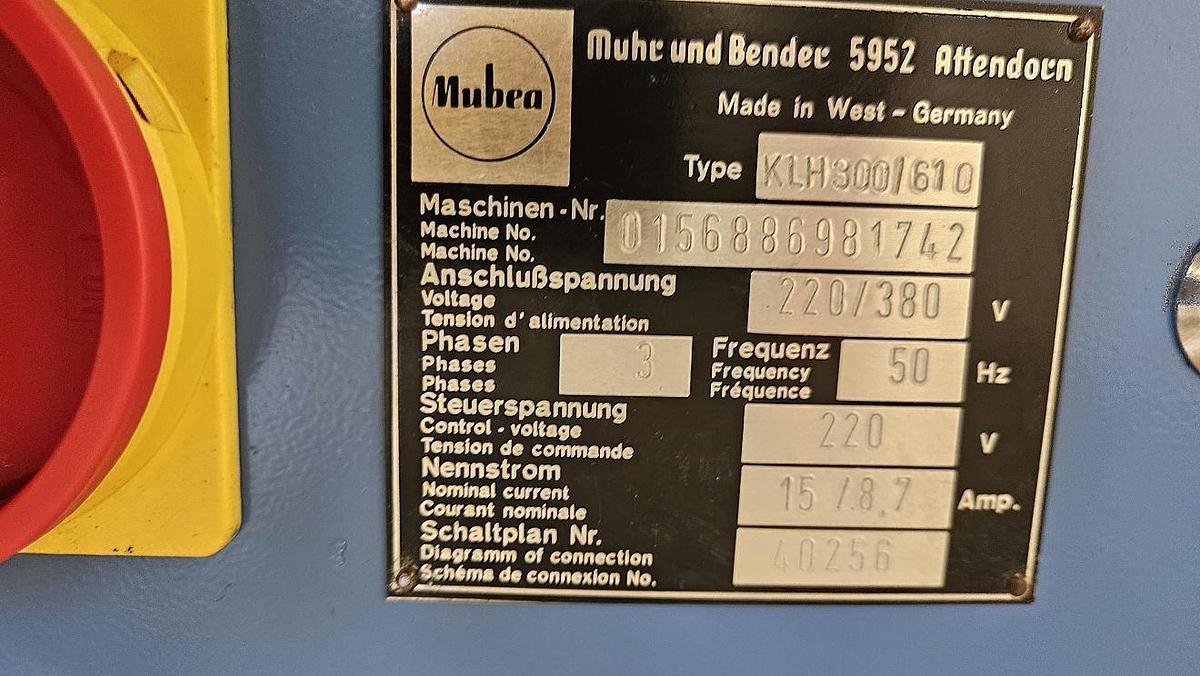 Mubea
Muhr und Bender 5952 Attendorn
Made in West - Germany
Type KLH300/610
Maschinen-Nr. 0156886981742
Machine No.
Machine No.
Anschlußspannung 220/380 V
Voltage
Tension d'alimentation
Phasen 3 Frequenz 50 Hz
Phases Frequency
Phases Fréquence
Steuerspannung 220 V
Control-voltage
Tension de commande
Nennstrom 15 /8,7 Amp.
Nominal current
Courant nominale
Schaltplan Nr. 40256
Diagramm of connection
Schéma de connexion No.